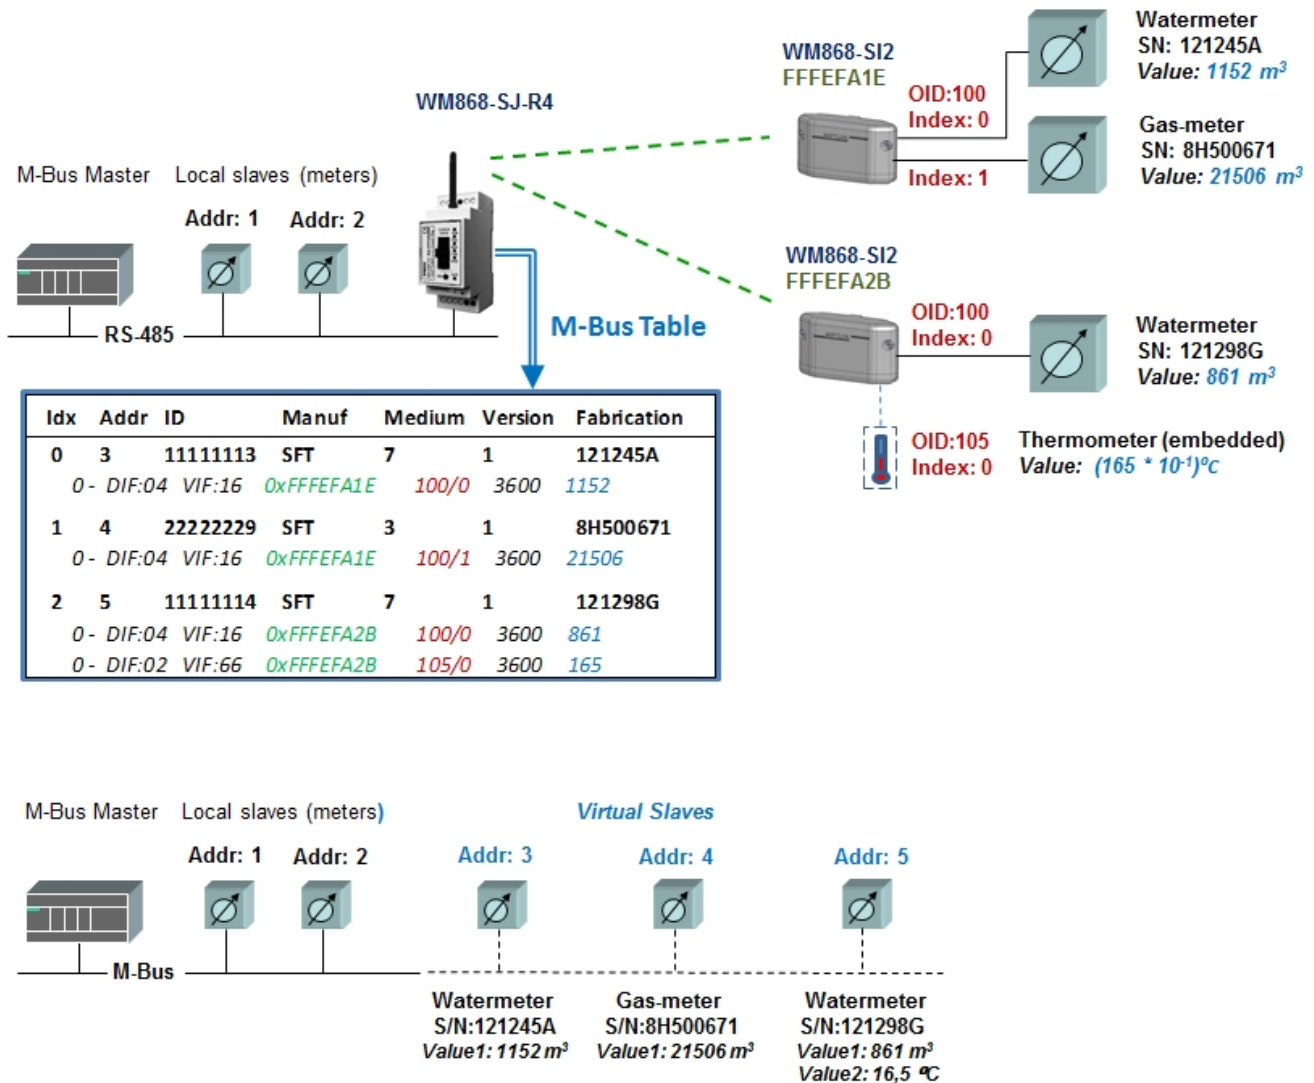 Watermeter
SN: 121245A
Value: 1152 m³
WM868-SI2
FFFEFA1E
OID:100
Index: 0
WM868-SJ-R4
Gas-meter
SN: 8H500671
Value: 21506 m³
Index: 1
M-Bus Master Local slaves (meters)
Addr: 1 Addr: 2
WM868-SI2
FFFEFA2B
OID:100
Index: 0
Watermeter
SN: 121298G
Value: 861 m³
RS-485
M-Bus Table
OID:105
Index: 0
Thermometer (embedded)
Value: (165 * 10⁻¹)ºC
Idx Addr ID Manuf Medium Version Fabrication
0 3 11111113 SFT 7 1 121245A
0 - DIF:04 VIF:16 0xFFFEFA1E 100/0 3600 1152
1 4 22222229 SFT 3 1 8H500671
0 - DIF:04 VIF:16 0xFFFEFA1E 100/1 3600 21506
2 5 11111114 SFT 7 1 121298G
0 - DIF:04 VIF:16 0xFFFEFA2B 100/0 3600 861
0 - DIF:02 VIF:66 0xFFFEFA2B 105/0 3600 165
M-Bus Master Local slaves (meters) Virtual Slaves
Addr: 1 Addr: 2 Addr: 3 Addr: 4 Addr: 5
M-Bus
Watermeter
S/N:121245A
Value1: 1152 m³
Gas-meter
S/N:8H500671
Value1: 21506 m³
Watermeter
S/N:121298G
Value1: 861 m³
Value2: 16,5 ºC